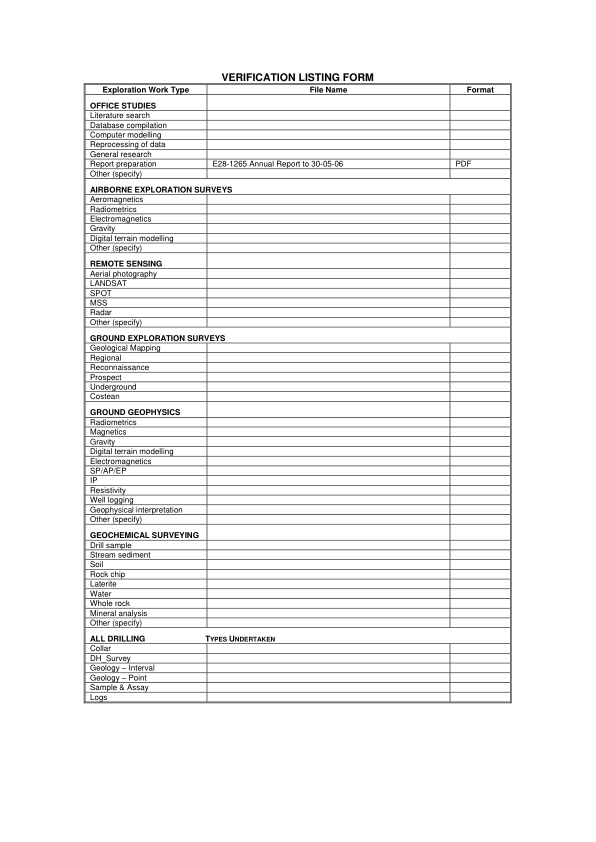 VERIFICATION LISTING FORM
Exploration Work Type File Name Format
OFFICE STUDIES
Literature search
Database compilation
Computer modelling
Reprocessing of data
General research
Report preparation E28-1265 Annual Report to 30-05-06 PDF
Other (specify)
AIRBORNE EXPLORATION SURVEYS
Aeromagnetics
Radiometrics
Electromagnetics
Gravity
Digital terrain modelling
Other (specify)
REMOTE SENSING
Aerial photography
LANDSAT
SPOT
MSS
Radar
Other (specify)
GROUND EXPLORATION SURVEYS
Geological Mapping
Regional
Reconnaissance
Prospect
Underground
Costean
GROUND GEOPHYSICS
Radiometrics
Magnetics
Gravity
Digital terrain modelling
Electromagnetics
SP/AP/EP
IP
Resistivity
Well logging
Geophysical interpretation
Other (specify)
GEOCHEMICAL SURVEYING
Drill sample
Stream sediment
Soil
Rock chip
Laterite
Water
Whole rock
Mineral analysis
Other (specify)
ALL DRILLING TYPES UNDERTAKEN
Collar
DH_Survey
Geology – Interval
Geology – Point
Sample & Assay
Logs